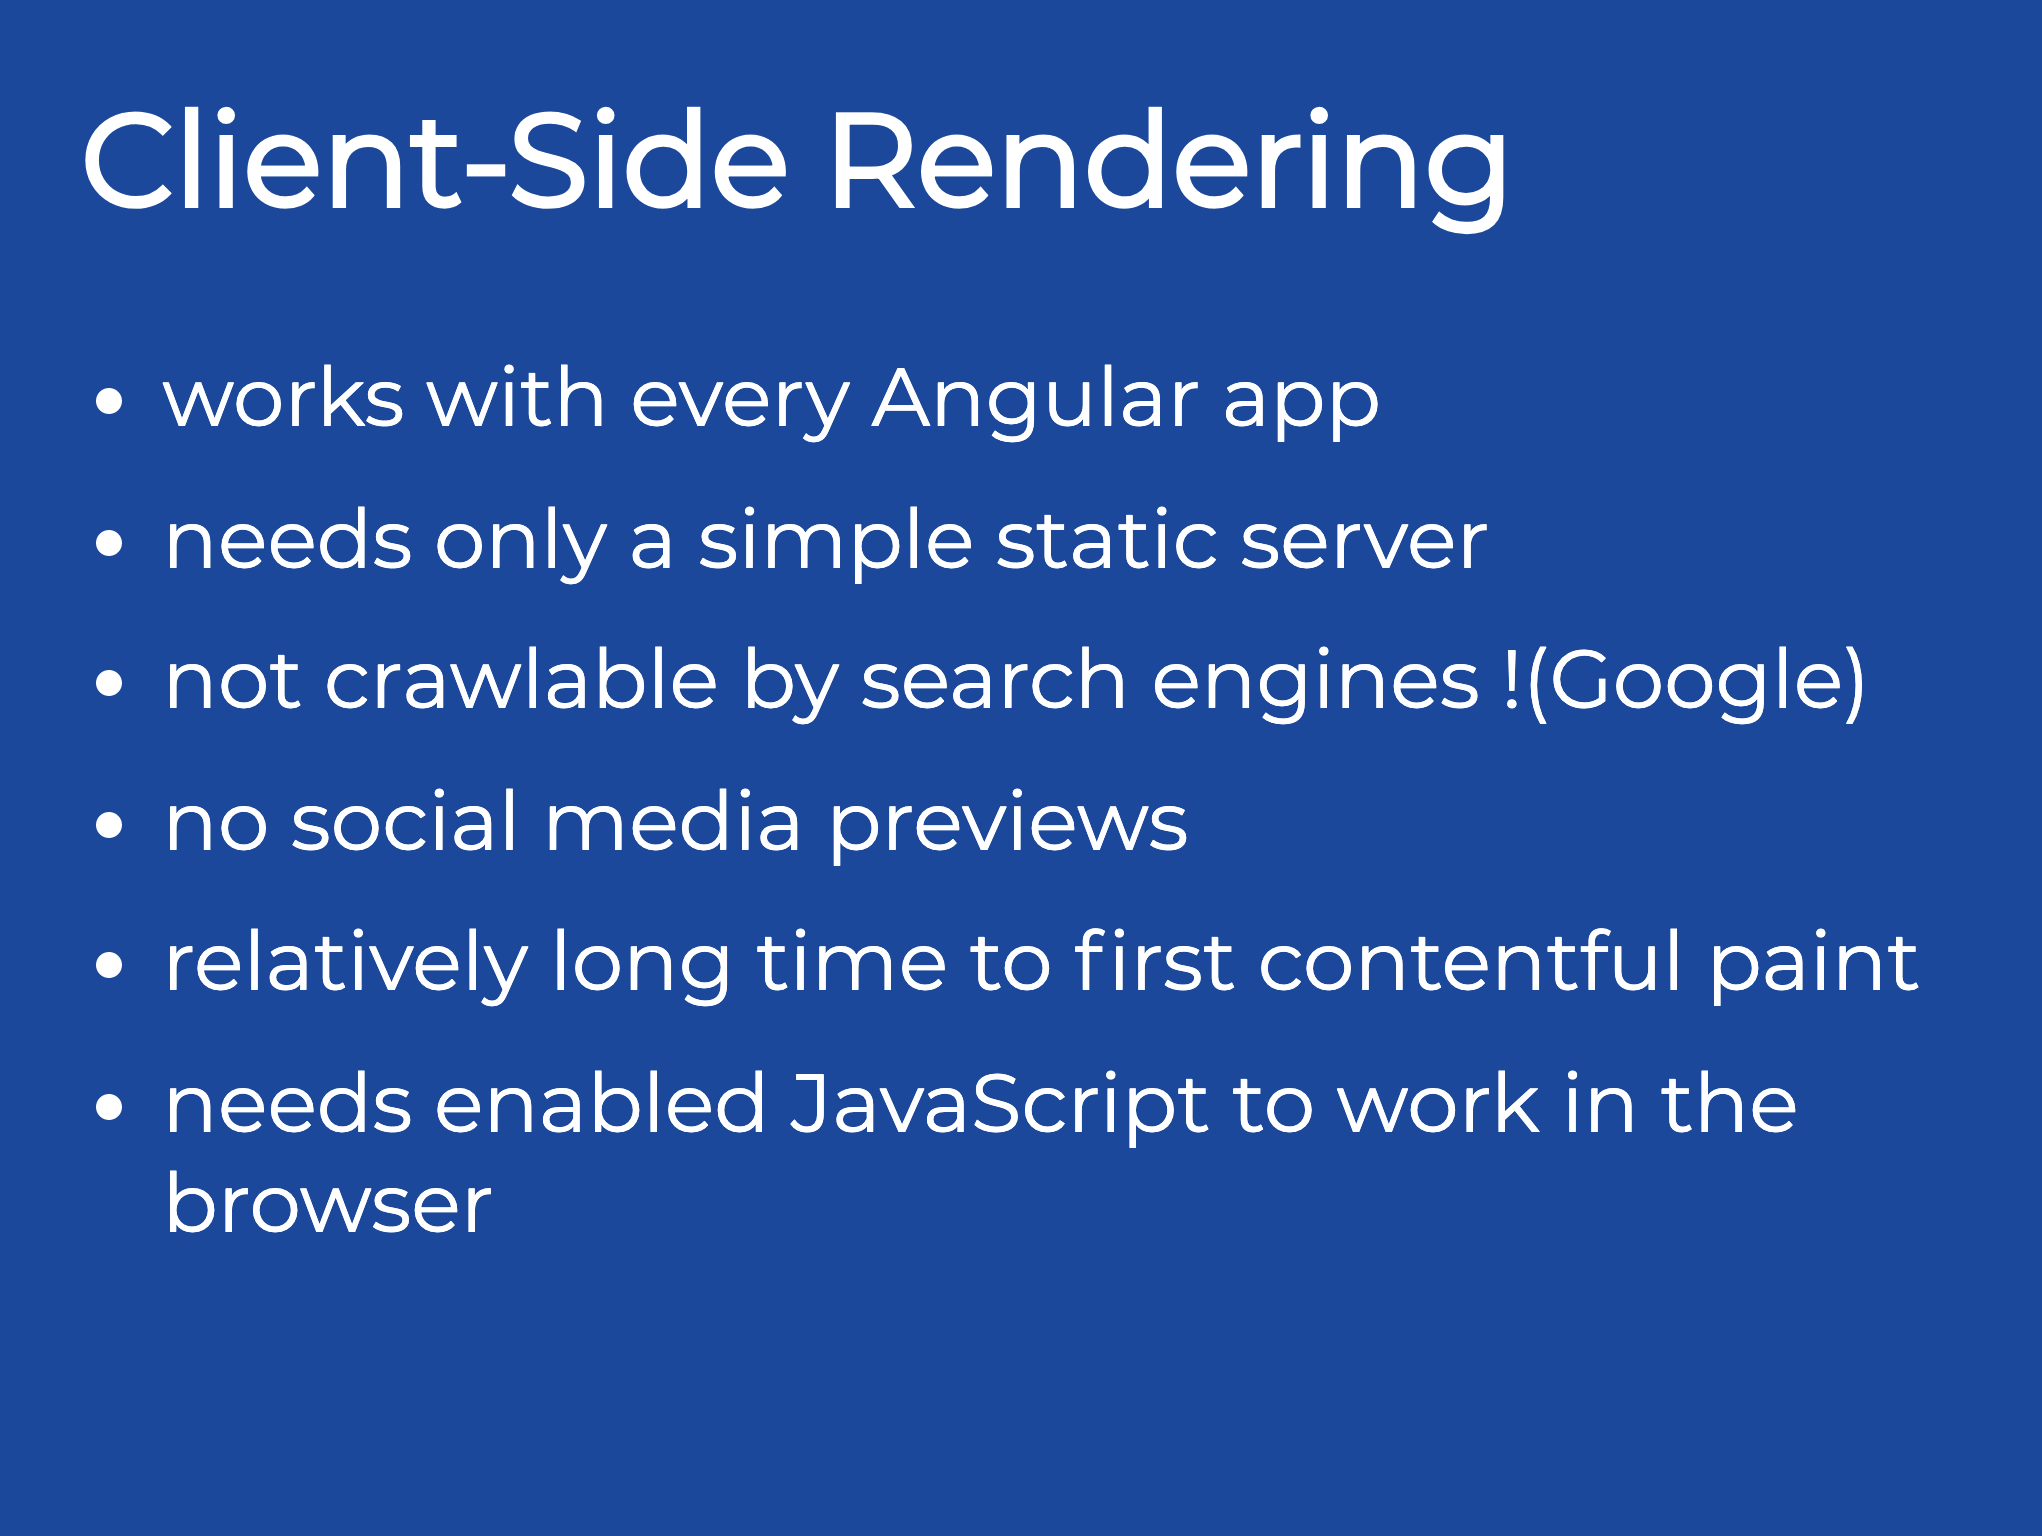 Client-Side Rendering
• works with every Angular app
• needs only a simple static server
• not crawlable by search engines !(Google)
• no social media previews
• relatively long time to first contentful paint
• needs enabled JavaScript to work in the
browser